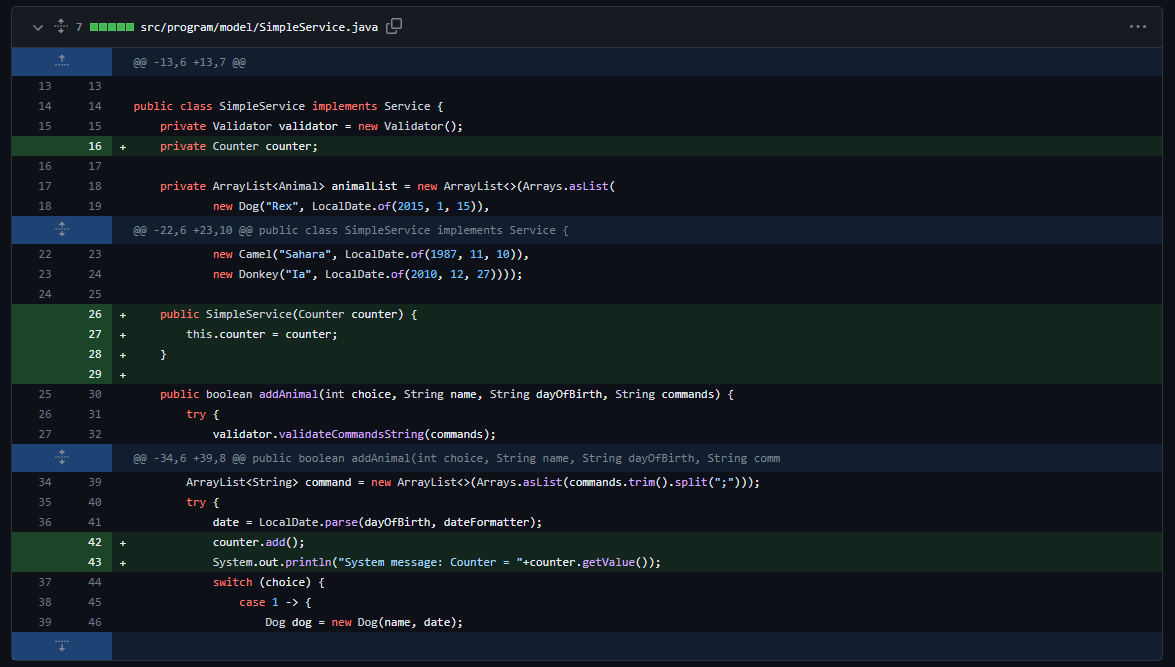 7 src/program/model/SimpleService.java
@@ -13,6 +13,7 @@
13 13
14 14 public class SimpleService implements Service {
15 15 private Validator validator = new Validator();
16 + private Counter counter;
16 17
17 18 private ArrayList<Animal> animalList = new ArrayList<>(Arrays.asList(
18 19 new Dog("Rex", LocalDate.of(2015, 1, 15)),
@@ -22,6 +23,10 @@ public class SimpleService implements Service {
22 23 new Camel("Sahara", LocalDate.of(1987, 11, 10)),
23 24 new Donkey("Ia", LocalDate.of(2010, 12, 27))));
24 25
26 + public SimpleService(Counter counter) {
27 + this.counter = counter;
28 + }
29 +
25 30 public boolean addAnimal(int choice, String name, String dayOfBirth, String commands) {
26 31 try {
27 32 validator.validateCommandsString(commands);
@@ -34,6 +39,8 @@ public boolean addAnimal(int choice, String name, String dayOfBirth, String comm
34 39 ArrayList<String> command = new ArrayList<>(Arrays.asList(commands.trim().split(";")));
35 40 try {
36 41 date = LocalDate.parse(dayOfBirth, dateFormatter);
42 + counter.add();
43 + System.out.println("System message: Counter = "+counter.getValue());
37 44 switch (choice) {
38 45 case 1 -> {
39 46 Dog dog = new Dog(name, date);